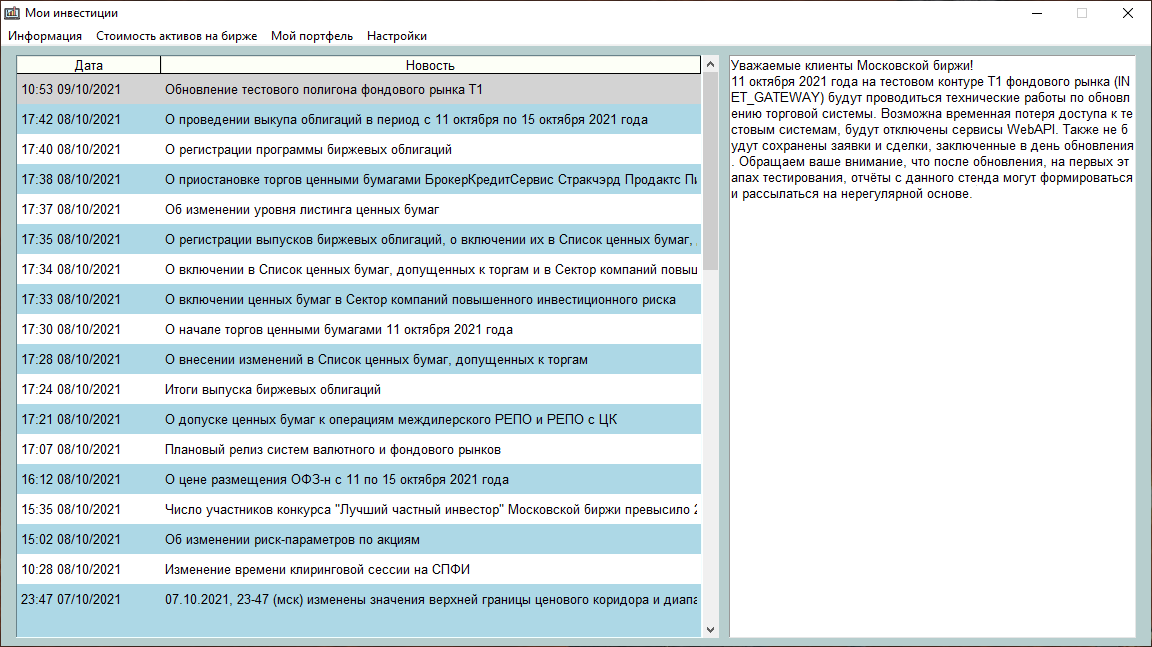 Мои инвестиции
Информация Стоимость активов на бирже Мой портфель Настройки
Дата Новость
10:53 09/10/2021 Обновление тестового полигона фондового рынка Т1
17:42 08/10/2021 О проведении выкупа облигаций в период с 11 октября по 15 октября 2021 года
17:40 08/10/2021 О регистрации программы биржевых облигаций
17:38 08/10/2021 О приостановке торгов ценными бумагами БрокерКредитСервис Стракчэрд Продактс Пи
17:37 08/10/2021 Об изменении уровня листинга ценных бумаг
17:35 08/10/2021 О регистрации выпусков биржевых облигаций, о включении их в Список ценных бумаг,
17:34 08/10/2021 О включении в Список ценных бумаг, допущенных к торгам и в Сектор компаний повыш
17:33 08/10/2021 О включении ценных бумаг в Сектор компаний повышенного инвестиционного риска
17:30 08/10/2021 О начале торгов ценными бумагами 11 октября 2021 года
17:28 08/10/2021 О внесении изменений в Список ценных бумаг, допущенных к торгам
17:24 08/10/2021 Итоги выпуска биржевых облигаций
17:21 08/10/2021 О допуске ценных бумаг к операциям междилерского РЕПО и РЕПО с ЦК
17:07 08/10/2021 Плановый релиз систем валютного и фондового рынков
16:12 08/10/2021 О цене размещения ОФЗ-н с 11 по 15 октября 2021 года
15:35 08/10/2021 Число участников конкурса "Лучший частный инвестор" Московской биржи превысило 2
15:02 08/10/2021 Об изменении риск-параметров по акциям
10:28 08/10/2021 Изменение времени клиринговой сессии на СПФИ
23:47 07/10/2021 07.10.2021, 23-47 (мск) изменены значения верхней границы ценового коридора и диапа
Уважаемые клиенты Московской биржи!
11 октября 2021 года на тестовом контуре T1 фондового рынка (IN
ET_GATEWAY) будут проводиться технические работы по обновл
ению торговой системы. Возможна временная потеря доступа к те
стовым системам, будут отключены сервисы WebAPI. Также не б
удут сохранены заявки и сделки, заключенные в день обновления
. Обращаем ваше внимание, что после обновления, на первых эт
апах тестирования, отчёты с данного стенда могут формироваться
и рассылаться на нерегулярной основе.